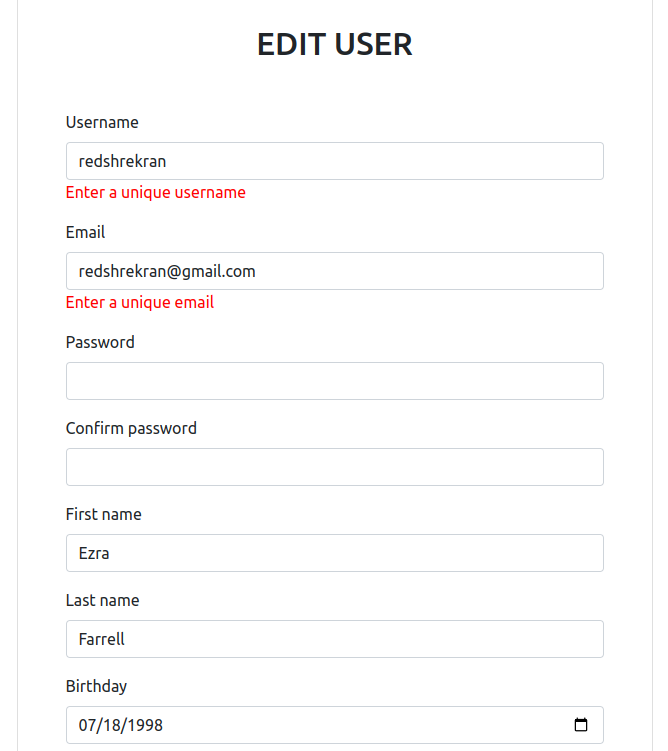 EDIT USER
Username
redshrekran
Enter a unique username
Email
redshrekran@gmail.com
Enter a unique email
Password
Confirm password
First name
Ezra
Last name
Farrell
Birthday
07/18/1998